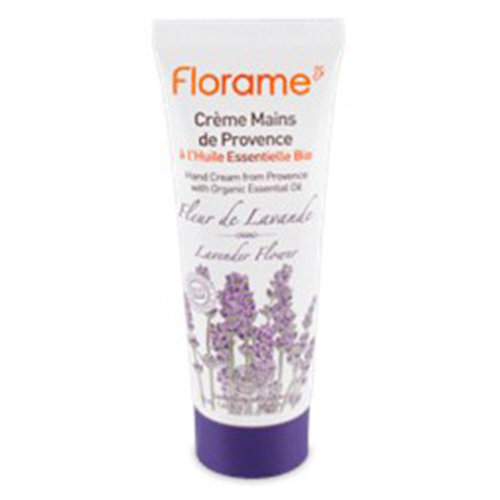 Florame
Crème Mains
de Provence
à l'Huile Essentielle Bio
Hand Cream from Provence
with Organic Essential Oil
Fleur de Lavande
Lavender Flower